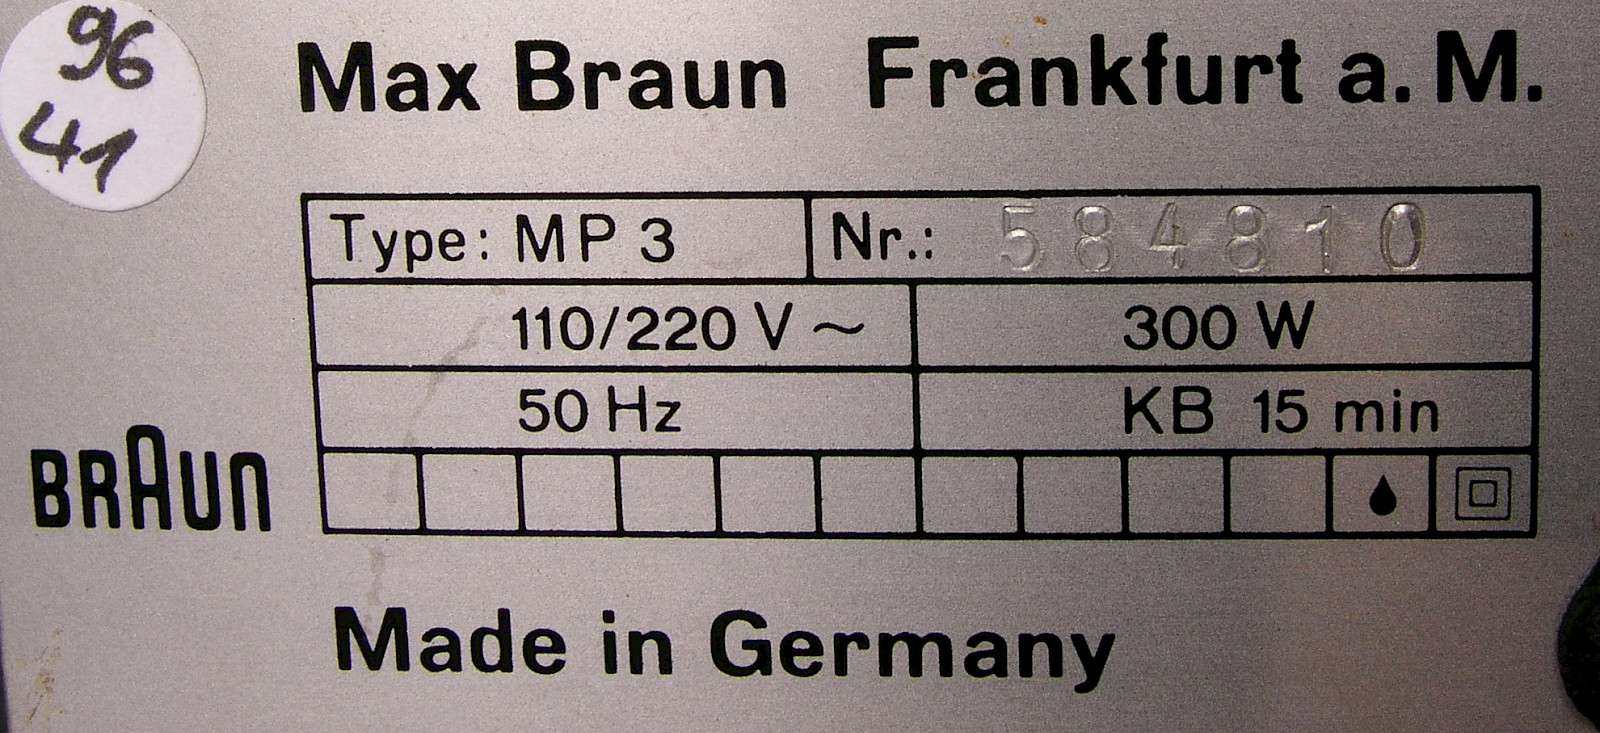 96
41
Max Braun Frankfurt a. M.
Type: MP 3 Nr.: 584810
110/220 V ~ 300 W
50 Hz KB 15 min
BRAUN
Made in Germany